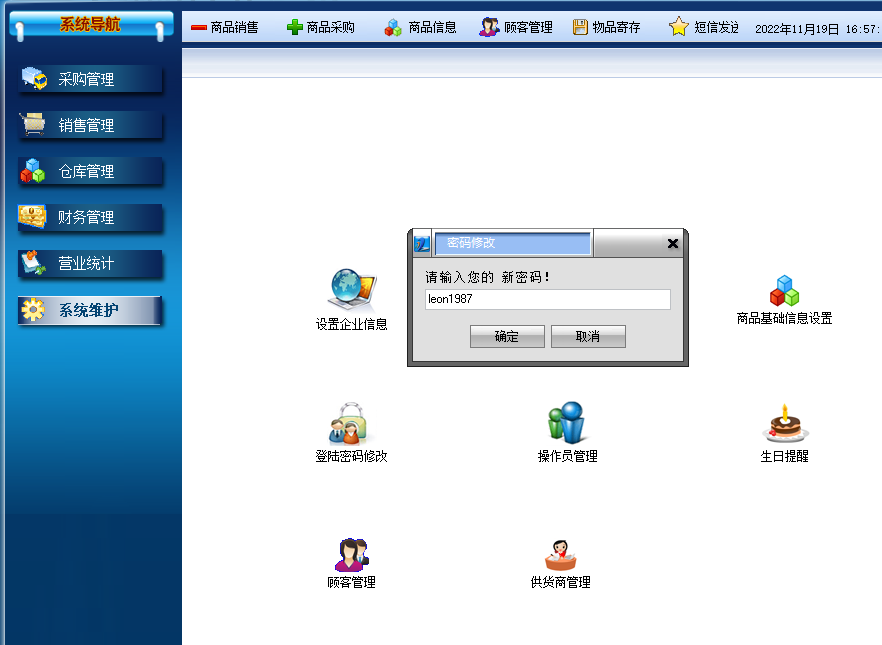 系统导航
商品销售
商品采购
商品信息
顾客管理
物品寄存
短信发送
2022年11月19日 16:57:
采购管理
销售管理
仓库管理
财务管理
营业统计
系统维护
密码修改
请输入您的 新密码！
leon1987
确定
取消
设置企业信息
商品基础信息设置
登陆密码修改
操作员管理
生日提醒
顾客管理
供货商管理